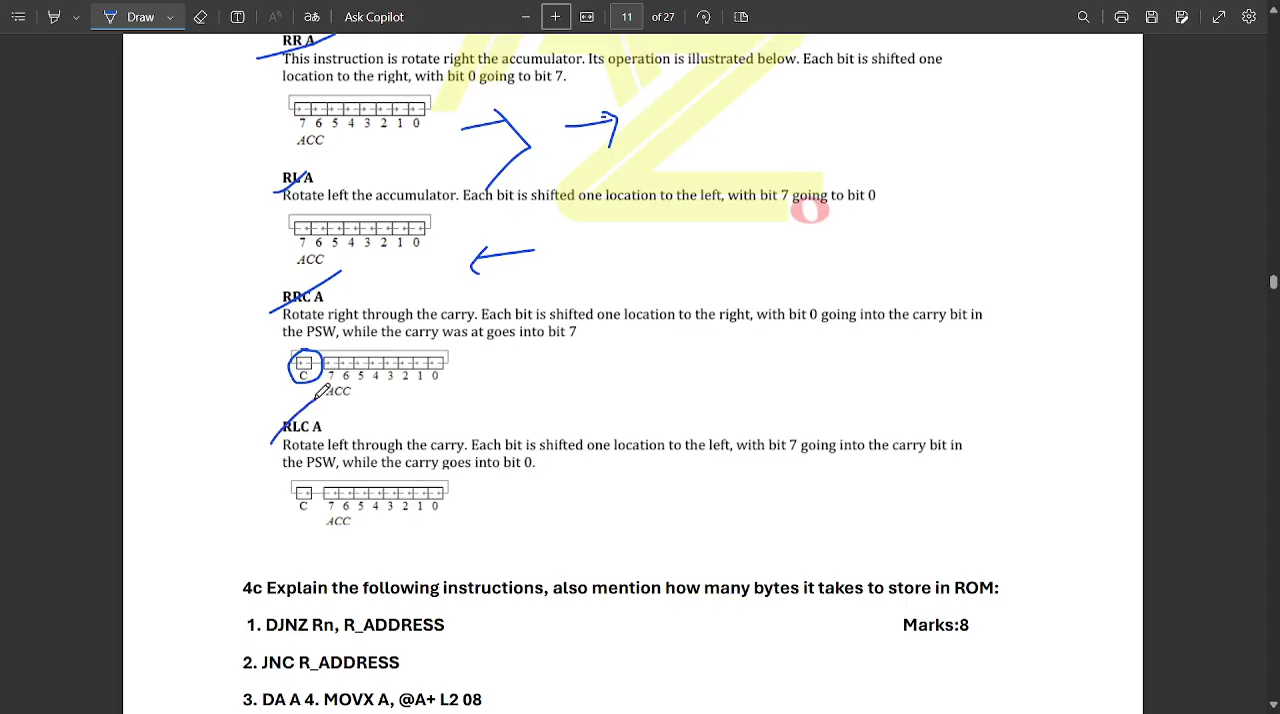 Draw
Ask Copilot
11 of 27
RR A
This instruction is rotate right the accumulator. Its operation is illustrated below. Each bit is shifted one
location to the right, with bit 0 going to bit 7.
7 6 5 4 3 2 1 0
ACC
RL A
Rotate left the accumulator. Each bit is shifted one location to the left, with bit 7 going to bit 0
7 6 5 4 3 2 1 0
ACC
RRC A
Rotate right through the carry. Each bit is shifted one location to the right, with bit 0 going into the carry bit in
the PSW, while the carry was at goes into bit 7
C 7 6 5 4 3 2 1 0
ACC
RLC A
Rotate left through the carry. Each bit is shifted one location to the left, with bit 7 going into the carry bit in
the PSW, while the carry goes into bit 0.
C 7 6 5 4 3 2 1 0
ACC
4c Explain the following instructions, also mention how many bytes it takes to store in ROM:
1. DJNZ Rn, R_ADDRESS Marks:8
2. JNC R_ADDRESS
3. DA A 4. MOVX A, @A+ L2 08